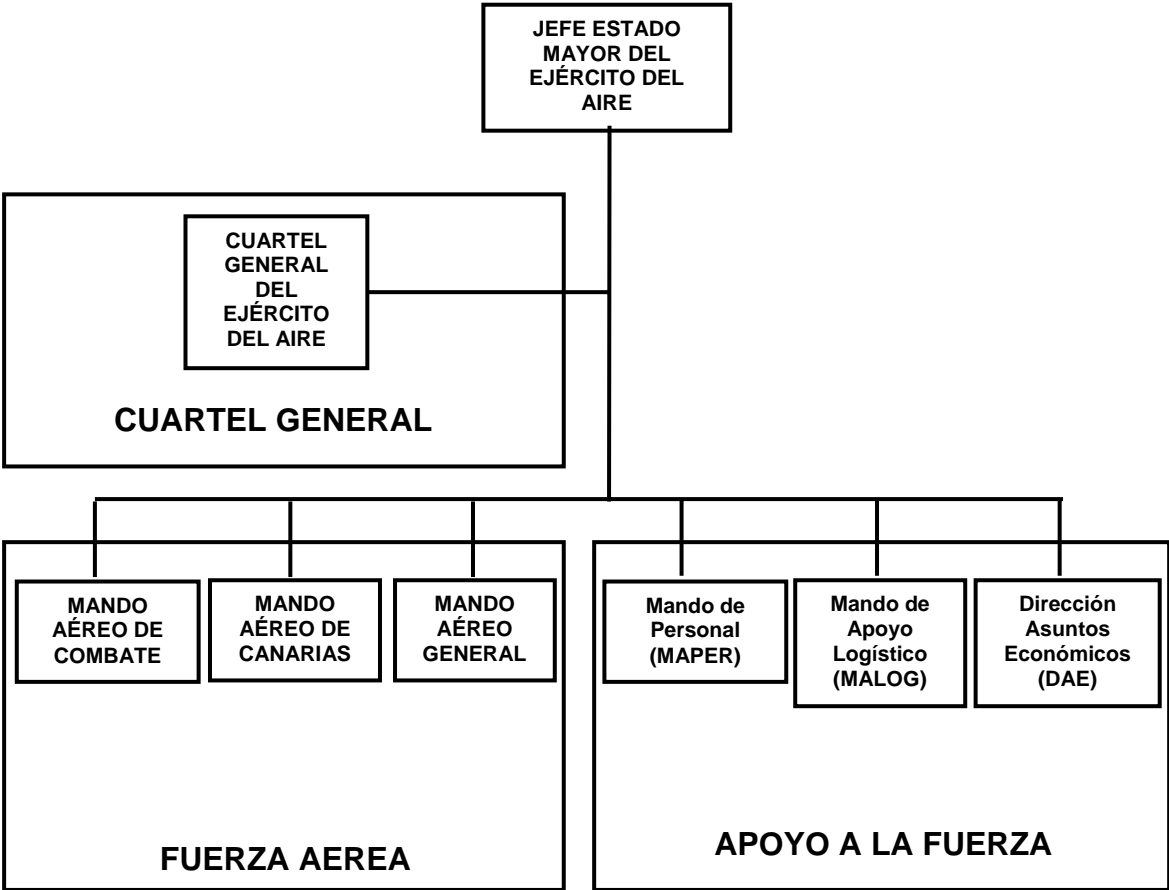 JEFE ESTADO
MAYOR DEL
EJÉRCITO DEL
AIRE
CUARTEL
GENERAL
DEL
EJÉRCITO
DEL AIRE
CUARTEL GENERAL
MANDO
AÉREO DE
COMBATE
MANDO
AÉREO DE
CANARIAS
MANDO
AÉREO
GENERAL
FUERZA AEREA
Mando de
Personal
(MAPER)
Mando de
Apoyo
Logístico
(MALOG)
Dirección
Asuntos
Económicos
(DAE)
APOYO A LA FUERZA